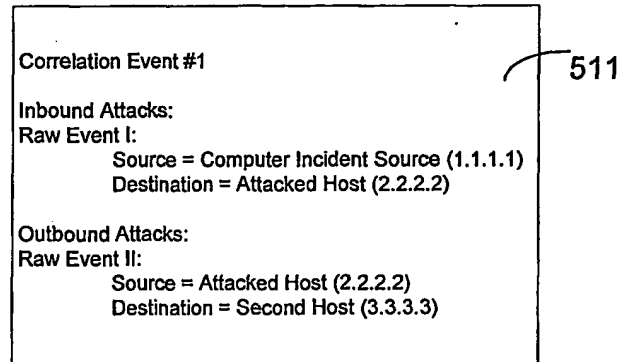 Correlation Event #1
511
Inbound Attacks:
Raw Event I:
Source = Computer Incident Source (1.1.1.1)
Destination = Attacked Host (2.2.2.2)
Outbound Attacks:
Raw Event II:
Source = Attacked Host (2.2.2.2)
Destination = Second Host (3.3.3.3)